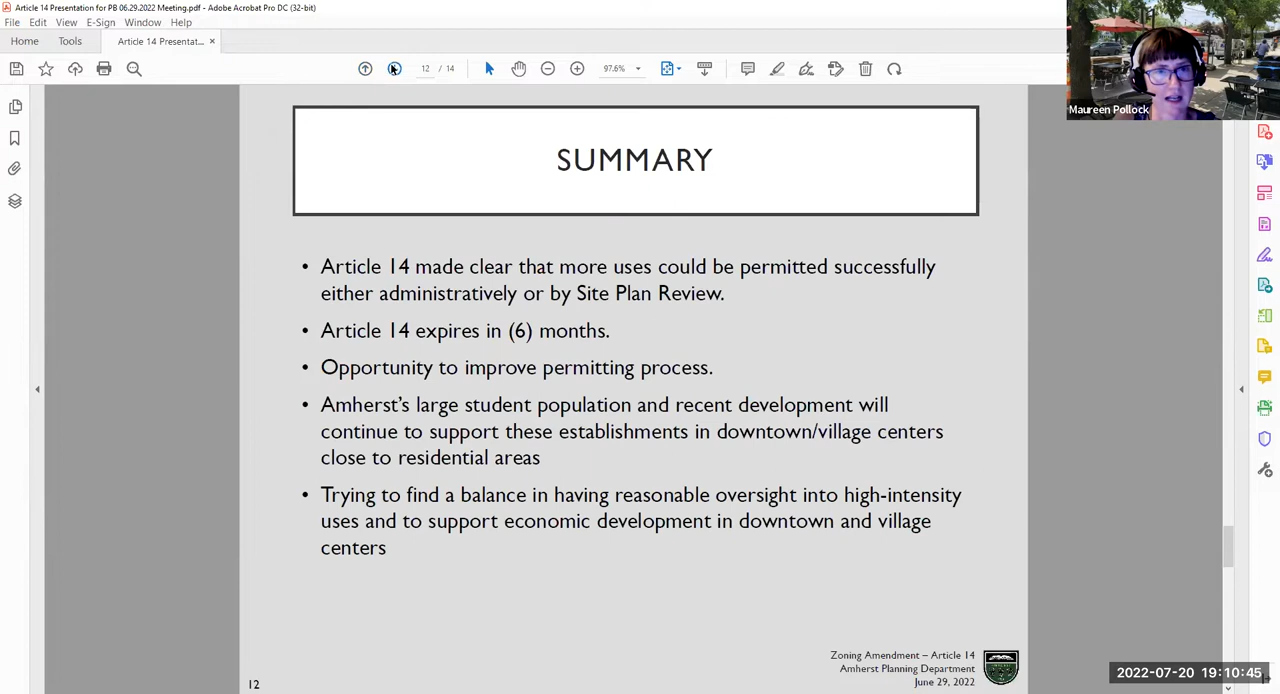 Article 14 Presentation for PB 06.29.2022 Meeting.pdf - Adobe Acrobat Pro DC (32-bit)
File Edit View E-Sign Window Help
Home Tools Article 14 Presentat... ×
12 / 14 97.6%
Maureen Pollock
SUMMARY
• Article 14 made clear that more uses could be permitted successfully
either administratively or by Site Plan Review.
• Article 14 expires in (6) months.
• Opportunity to improve permitting process.
• Amherst’s large student population and recent development will
continue to support these establishments in downtown/village centers
close to residential areas
• Trying to find a balance in having reasonable oversight into high-intensity
uses and to support economic development in downtown and village
centers
Zoning Amendment – Article 14
Amherst Planning Department
June 29, 2022
12
2022-07-20 19:10:45